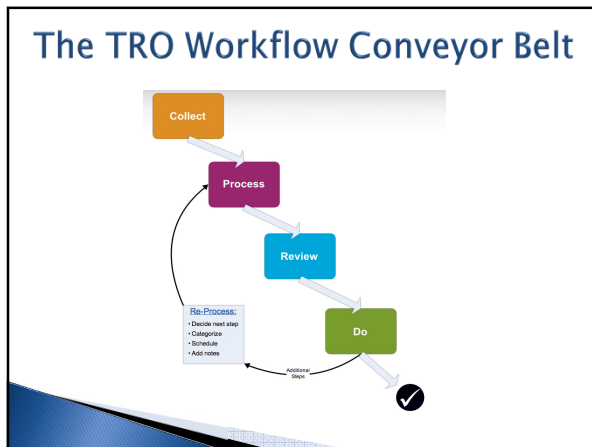 The TRO Workflow Conveyor Belt
Collect
Process
Review
Re-Process:
• Decide next step
• Categorize
• Schedule
• Add notes
Do
Additional
Steps